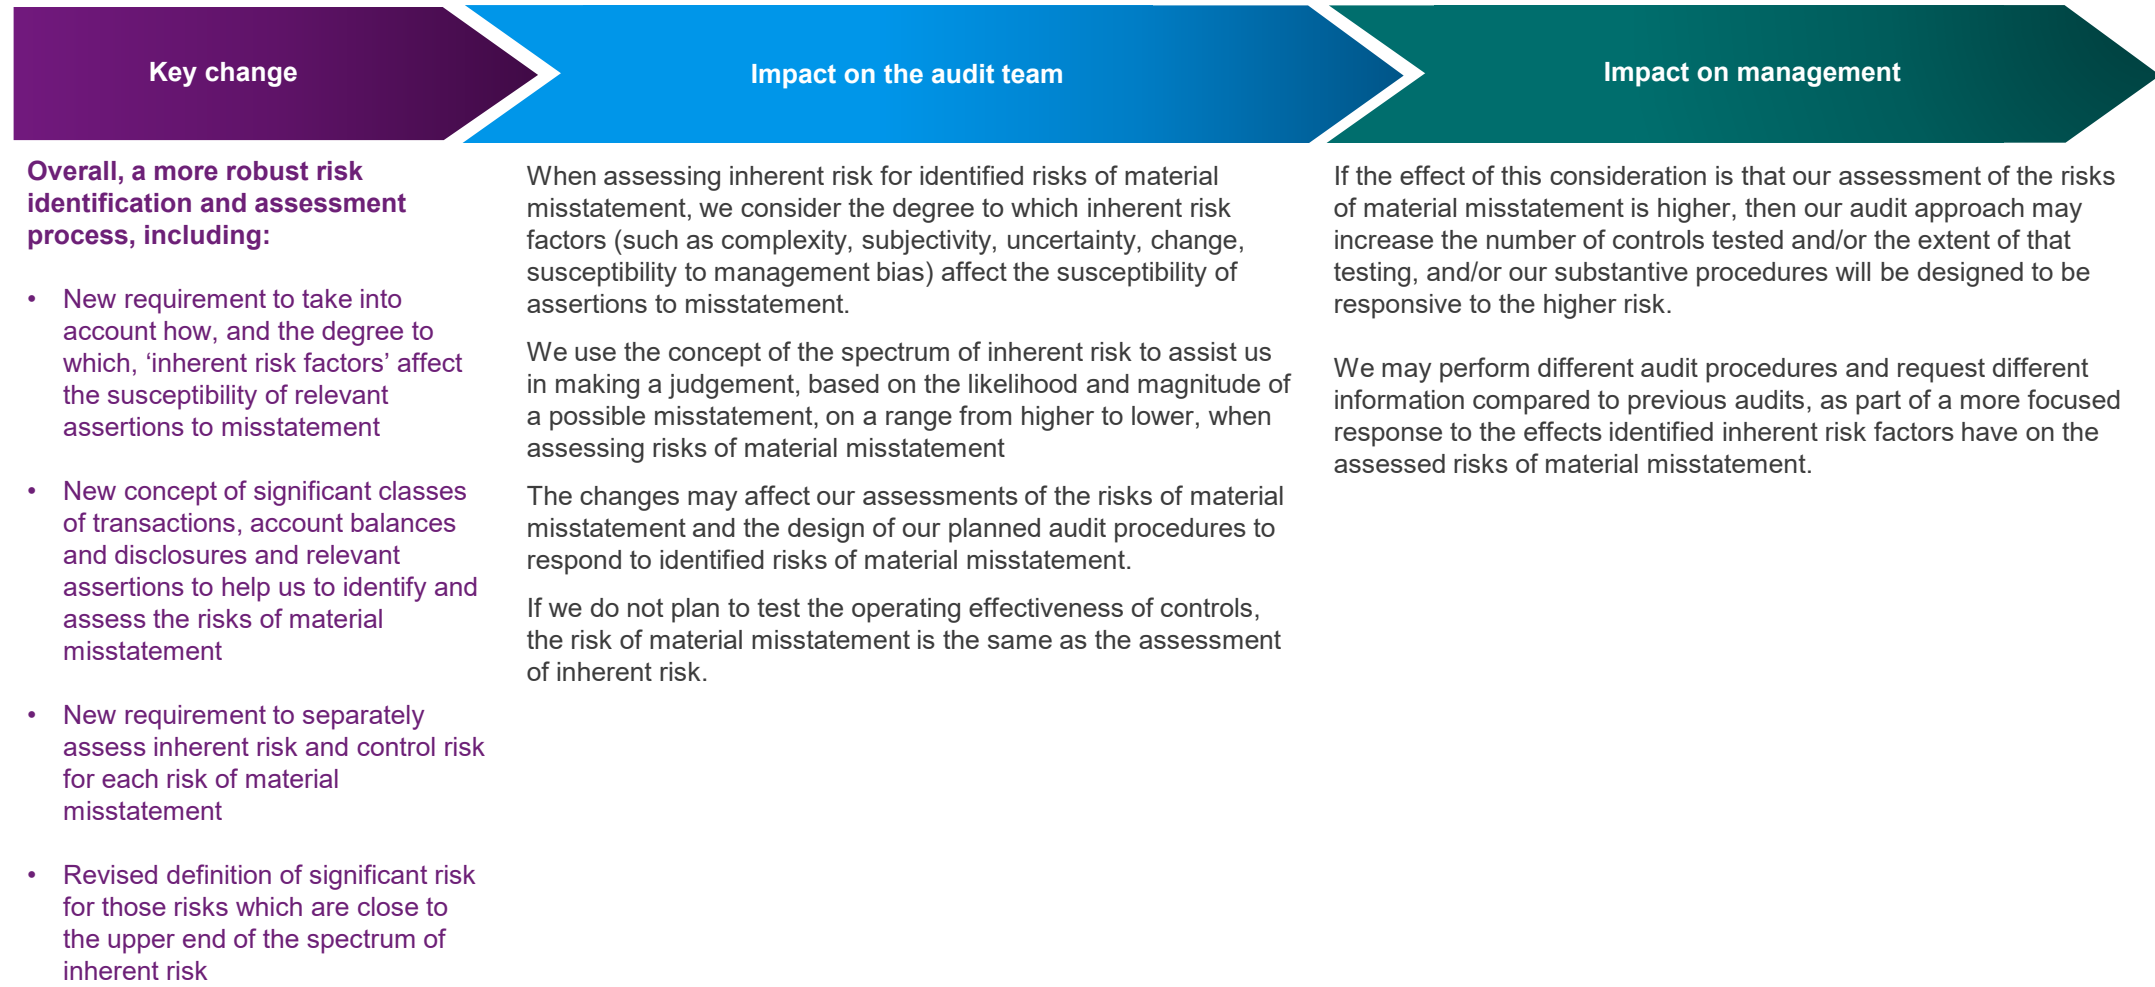 Key change
Impact on the audit team
Impact on management
Overall, a more robust risk
identification and assessment
process, including:
• New requirement to take into
account how, and the degree to
which, ‘inherent risk factors’ affect
the susceptibility of relevant
assertions to misstatement
• New concept of significant classes
of transactions, account balances
and disclosures and relevant
assertions to help us to identify and
assess the risks of material
misstatement
• New requirement to separately
assess inherent risk and control risk
for each risk of material
misstatement
• Revised definition of significant risk
for those risks which are close to
the upper end of the spectrum of
inherent risk
When assessing inherent risk for identified risks of material
misstatement, we consider the degree to which inherent risk
factors (such as complexity, subjectivity, uncertainty, change,
susceptibility to management bias) affect the susceptibility of
assertions to misstatement.
We use the concept of the spectrum of inherent risk to assist us
in making a judgement, based on the likelihood and magnitude of
a possible misstatement, on a range from higher to lower, when
assessing risks of material misstatement
The changes may affect our assessments of the risks of material
misstatement and the design of our planned audit procedures to
respond to identified risks of material misstatement.
If we do not plan to test the operating effectiveness of controls,
the risk of material misstatement is the same as the assessment
of inherent risk.
If the effect of this consideration is that our assessment of the risks
of material misstatement is higher, then our audit approach may
increase the number of controls tested and/or the extent of that
testing, and/or our substantive procedures will be designed to be
responsive to the higher risk.
We may perform different audit procedures and request different
information compared to previous audits, as part of a more focused
response to the effects identified inherent risk factors have on the
assessed risks of material misstatement.